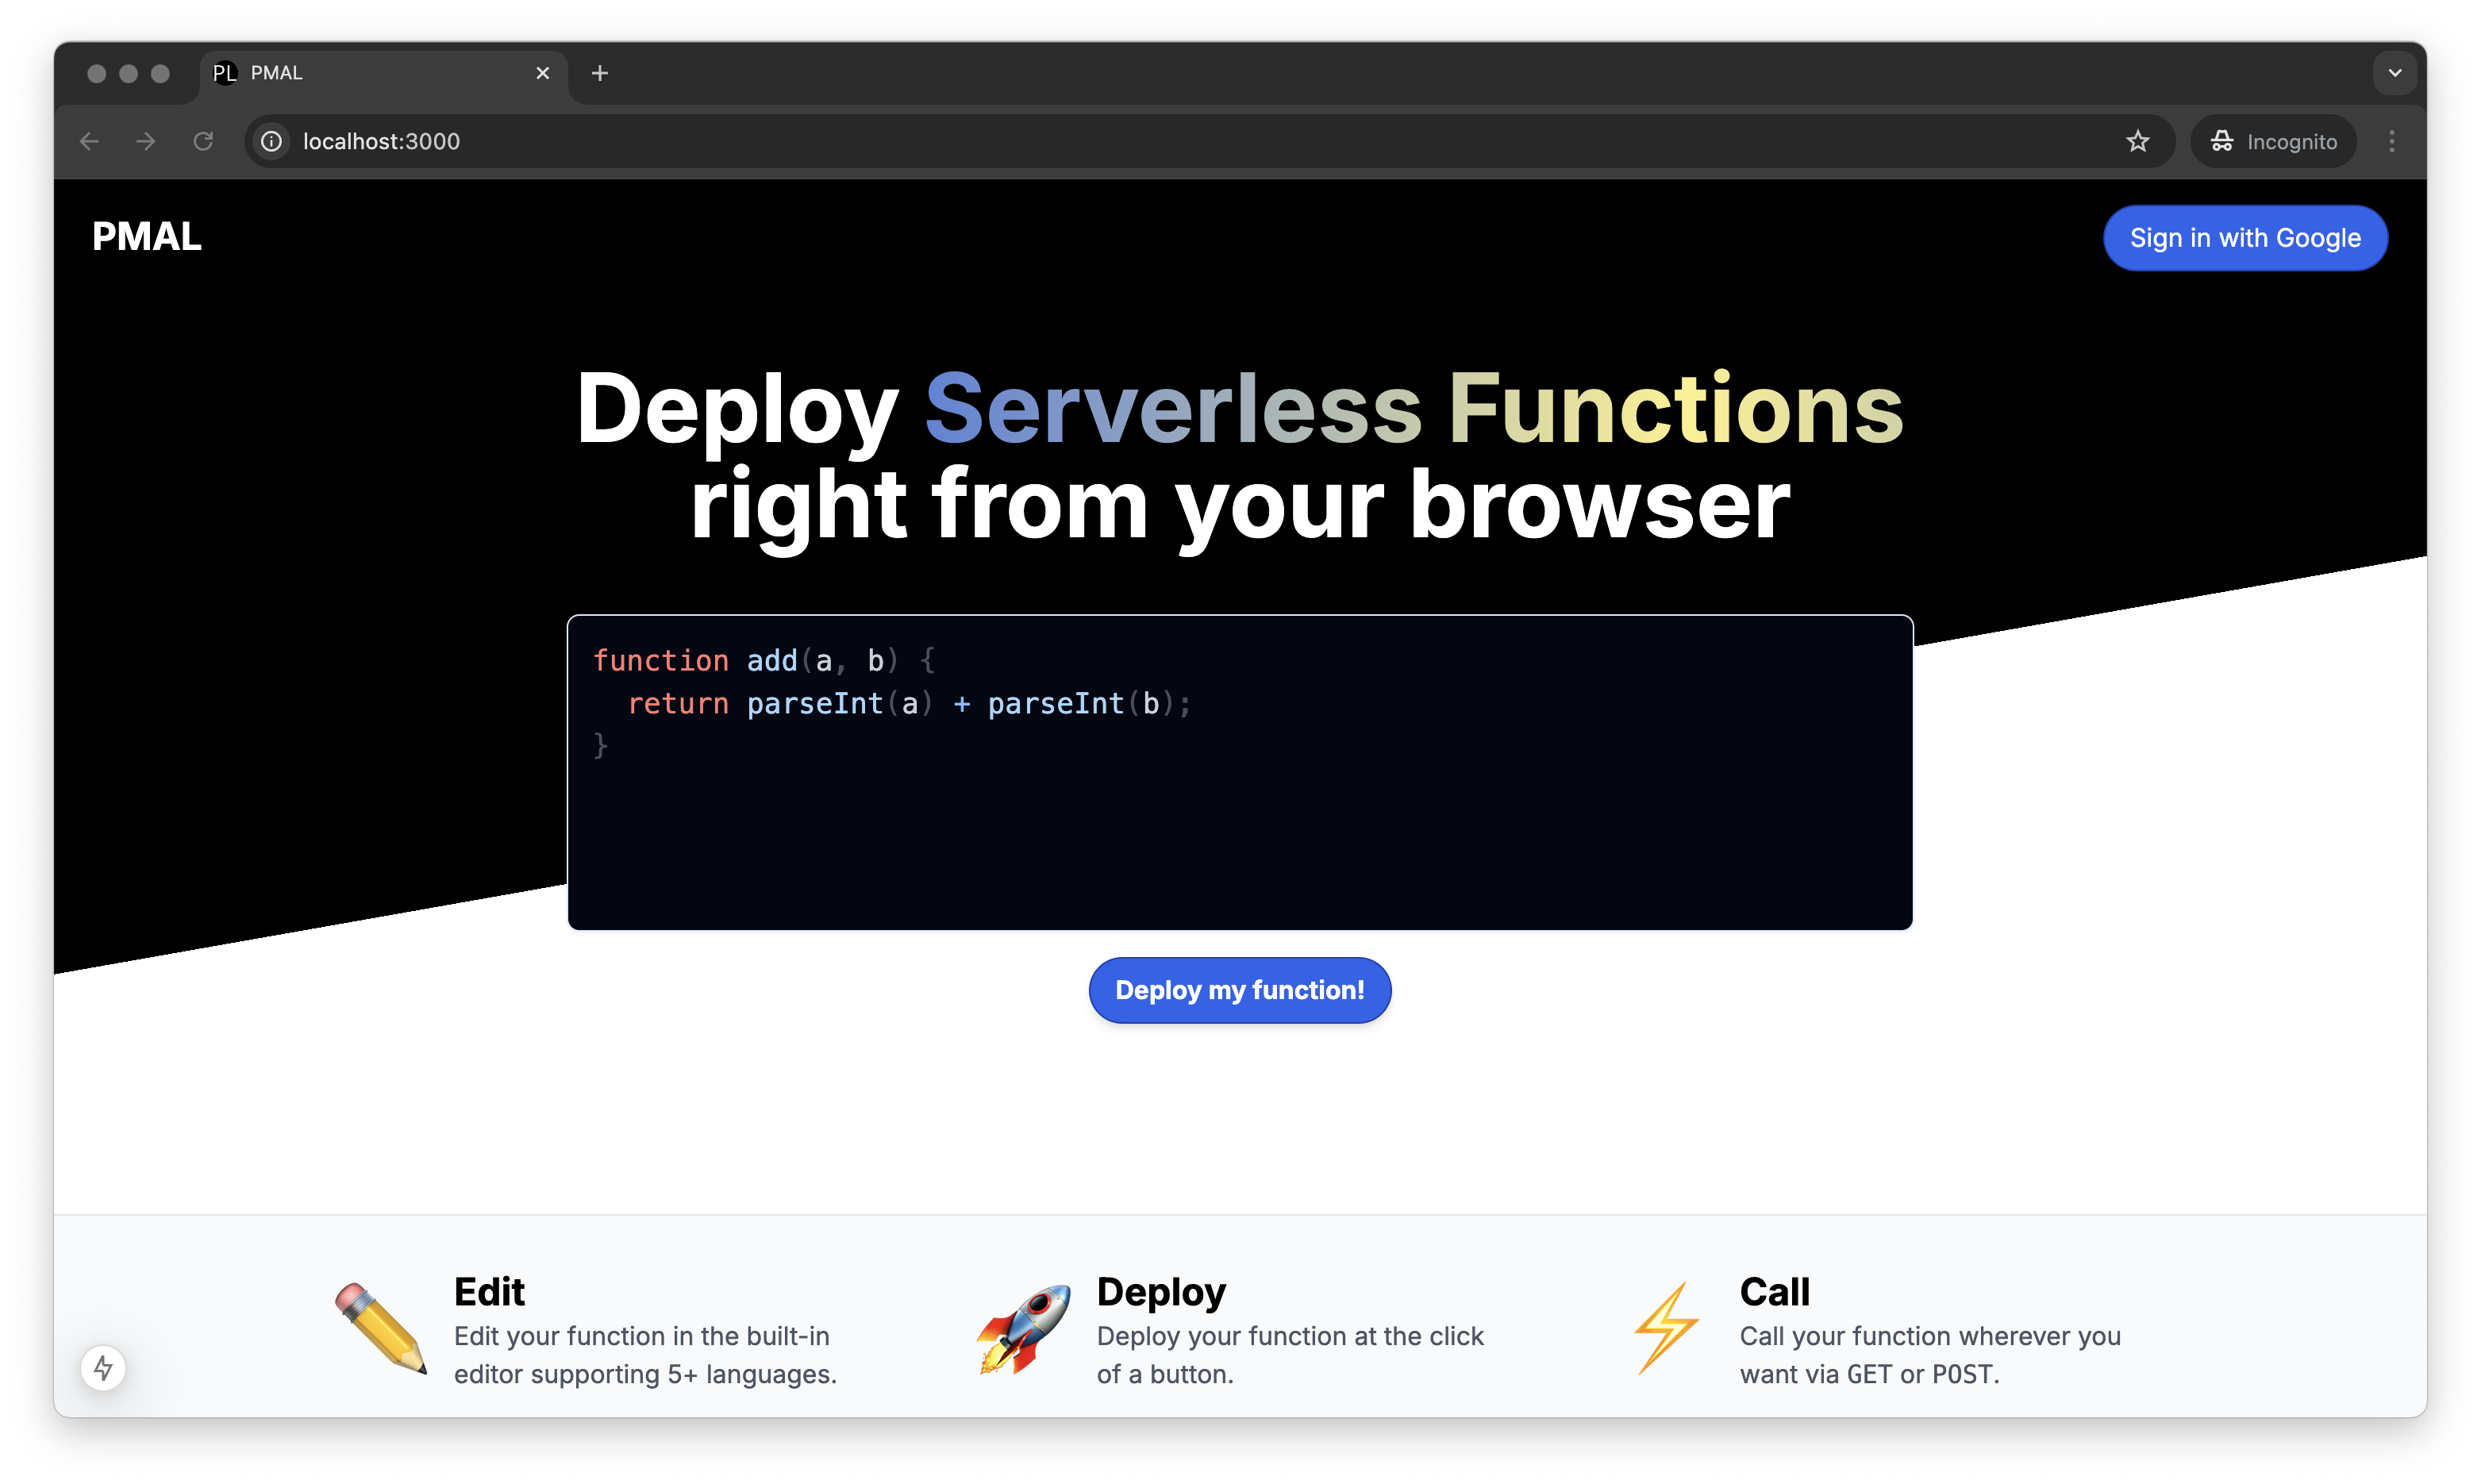 PL PMAL
localhost:3000
Incognito
PMAL
Sign in with Google
Deploy Serverless Functions
right from your browser
function add(a, b) {
  return parseInt(a) + parseInt(b);
}
Deploy my function!
Edit
Edit your function in the built-in
editor supporting 5+ languages.
Deploy
Deploy your function at the click
of a button.
Call
Call your function wherever you
want via GET or POST.